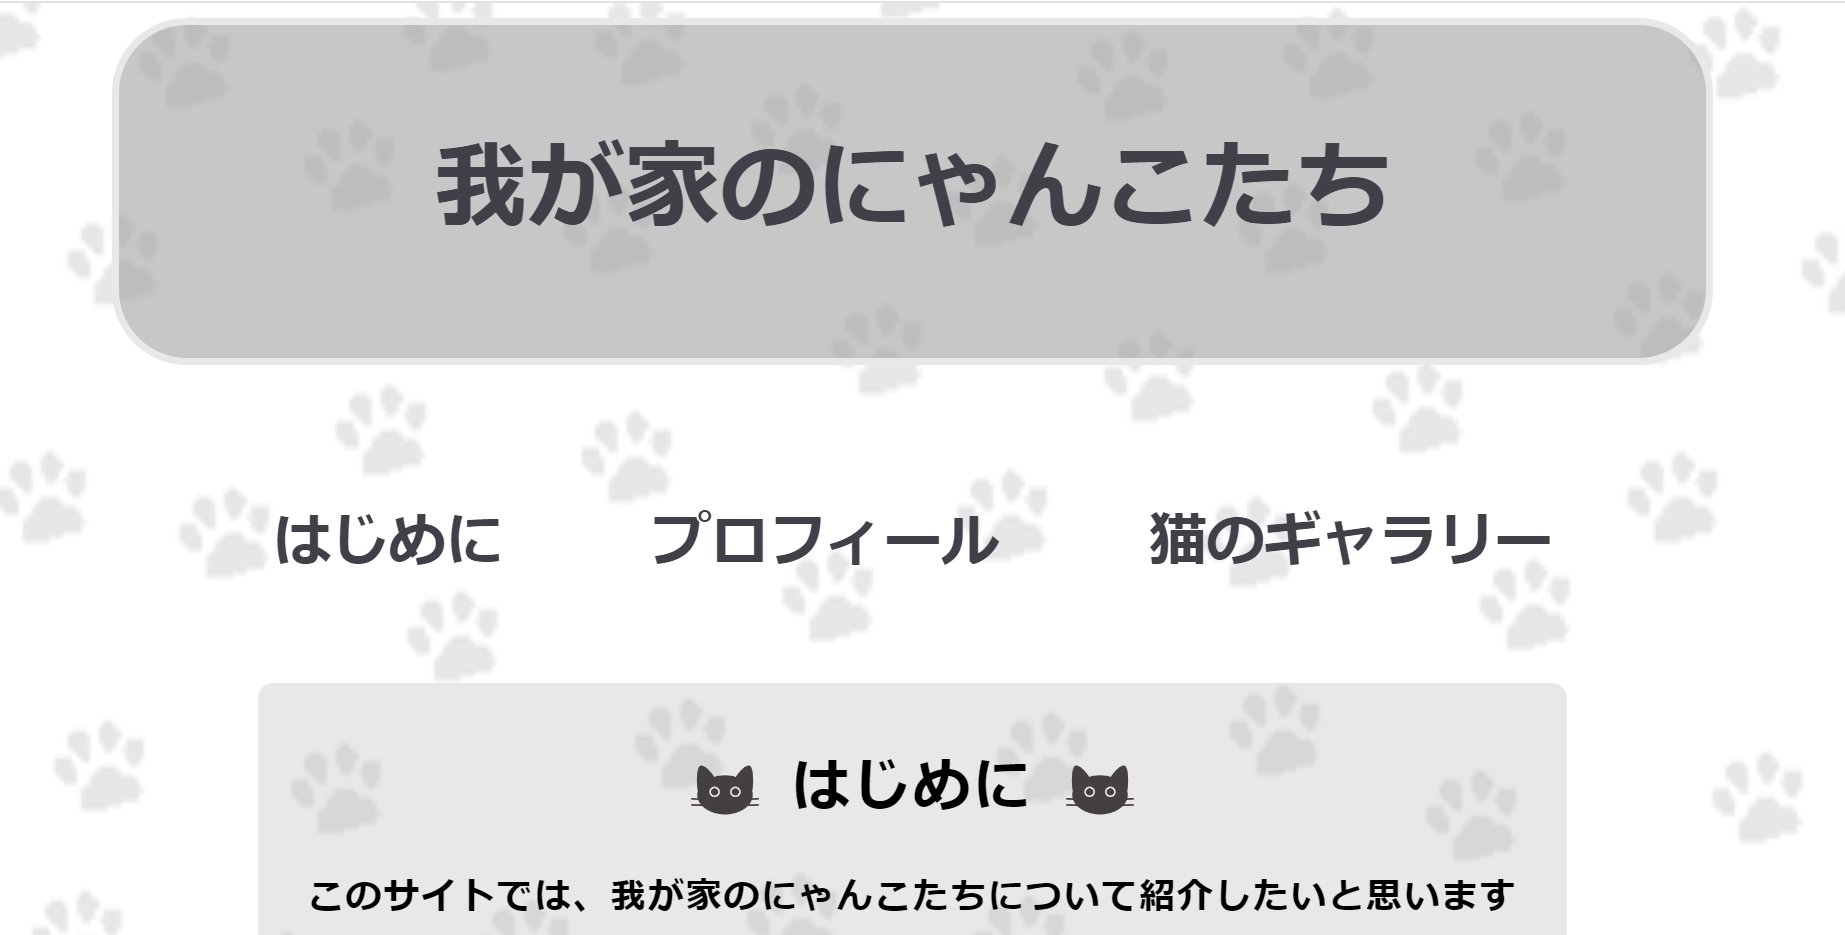 我が家のにゃんこたち
はじめに プロフィール 猫のギャラリー
はじめに
このサイトでは、我が家のにゃんこたちについて紹介したいと思います